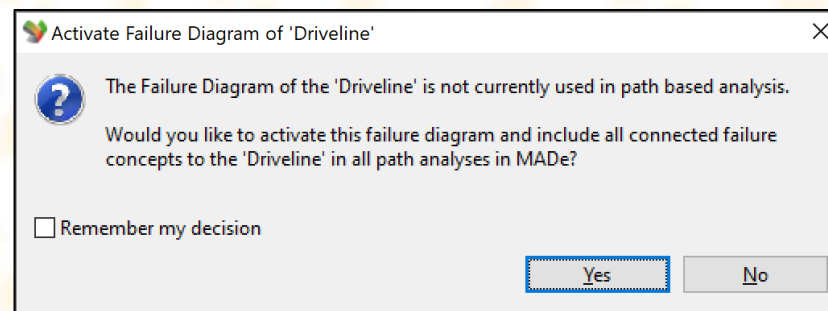 Activate Failure Diagram of 'Driveline'
The Failure Diagram of the 'Driveline' is not currently used in path based analysis.
Would you like to activate this failure diagram and include all connected failure
concepts to the 'Driveline' in all path analyses in MADe?
Remember my decision
Yes
No